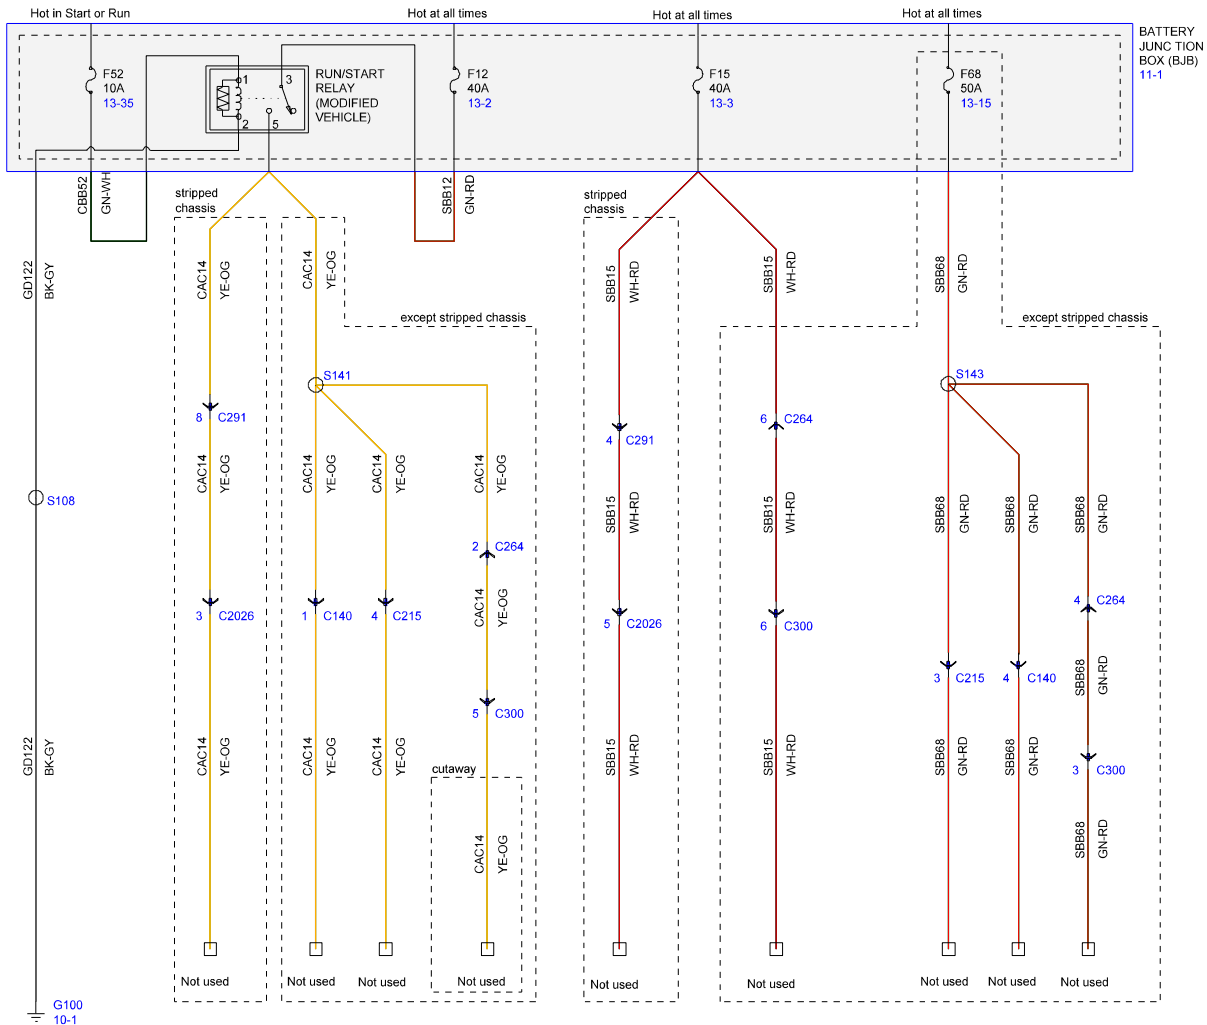 Hot in Start or Run
Hot at all times
Hot at all times
Hot at all times
BATTERY
JUNCTION
BOX (BJB)
11-1
F52
10A
13-35
1
3
2
5
RUN/START
RELAY
(MODIFIED
VEHICLE)
F12
40A
13-2
F15
40A
13-3
F68
50A
13-15
CBB52
GN-WH
SBB12
GN-RD
stripped
chassis
stripped
chassis
GD122
BK-GY
CAC14
YE-OG
CAC14
YE-OG
SBB15
WH-RD
SBB15
WH-RD
SBB68
GN-RD
except stripped chassis
except stripped chassis
S141
S143
8 C291
4 C291
6 C264
CAC14
YE-OG
CAC14
YE-OG
CAC14
YE-OG
CAC14
YE-OG
S108
SBB15
WH-RD
SBB15
WH-RD
SBB68
GN-RD
SBB68
GN-RD
SBB68
GN-RD
2 C264
CAC14
YE-OG
4 C264
3 C2026
1 C140
4 C215
5 C2026
6 C300
3 C215
4 C140
SBB68
GN-RD
5 C300
GD122
BK-GY
CAC14
YE-OG
CAC14
YE-OG
CAC14
YE-OG
SBB15
WH-RD
SBB15
WH-RD
SBB68
GN-RD
SBB68
GN-RD
3 C300
cutaway
CAC14
YE-OG
SBB68
GN-RD
Not used
Not used
Not used
Not used
Not used
Not used
Not used
Not used
Not used
G100
10-1